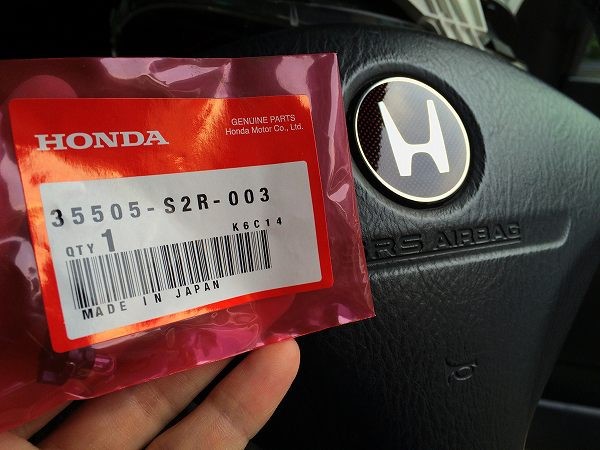 GENUINE PARTS
HONDA Honda Motor Co., Ltd.
35505-S2R-003
K6C14
QTY 1
MADE IN JAPAN
SRS AIRBAG